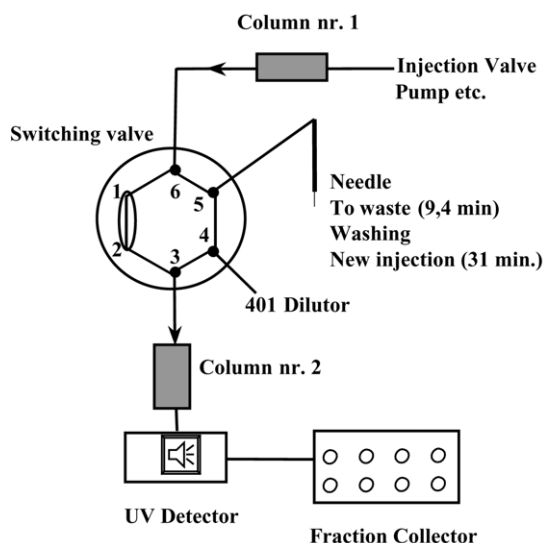 Column nr. 1
Injection Valve
Pump etc.
Switching valve
1
6
5
2
3
4
Needle
To waste (9,4 min)
Washing
New injection (31 min.)
401 Dilutor
Column nr. 2
UV Detector
Fraction Collector